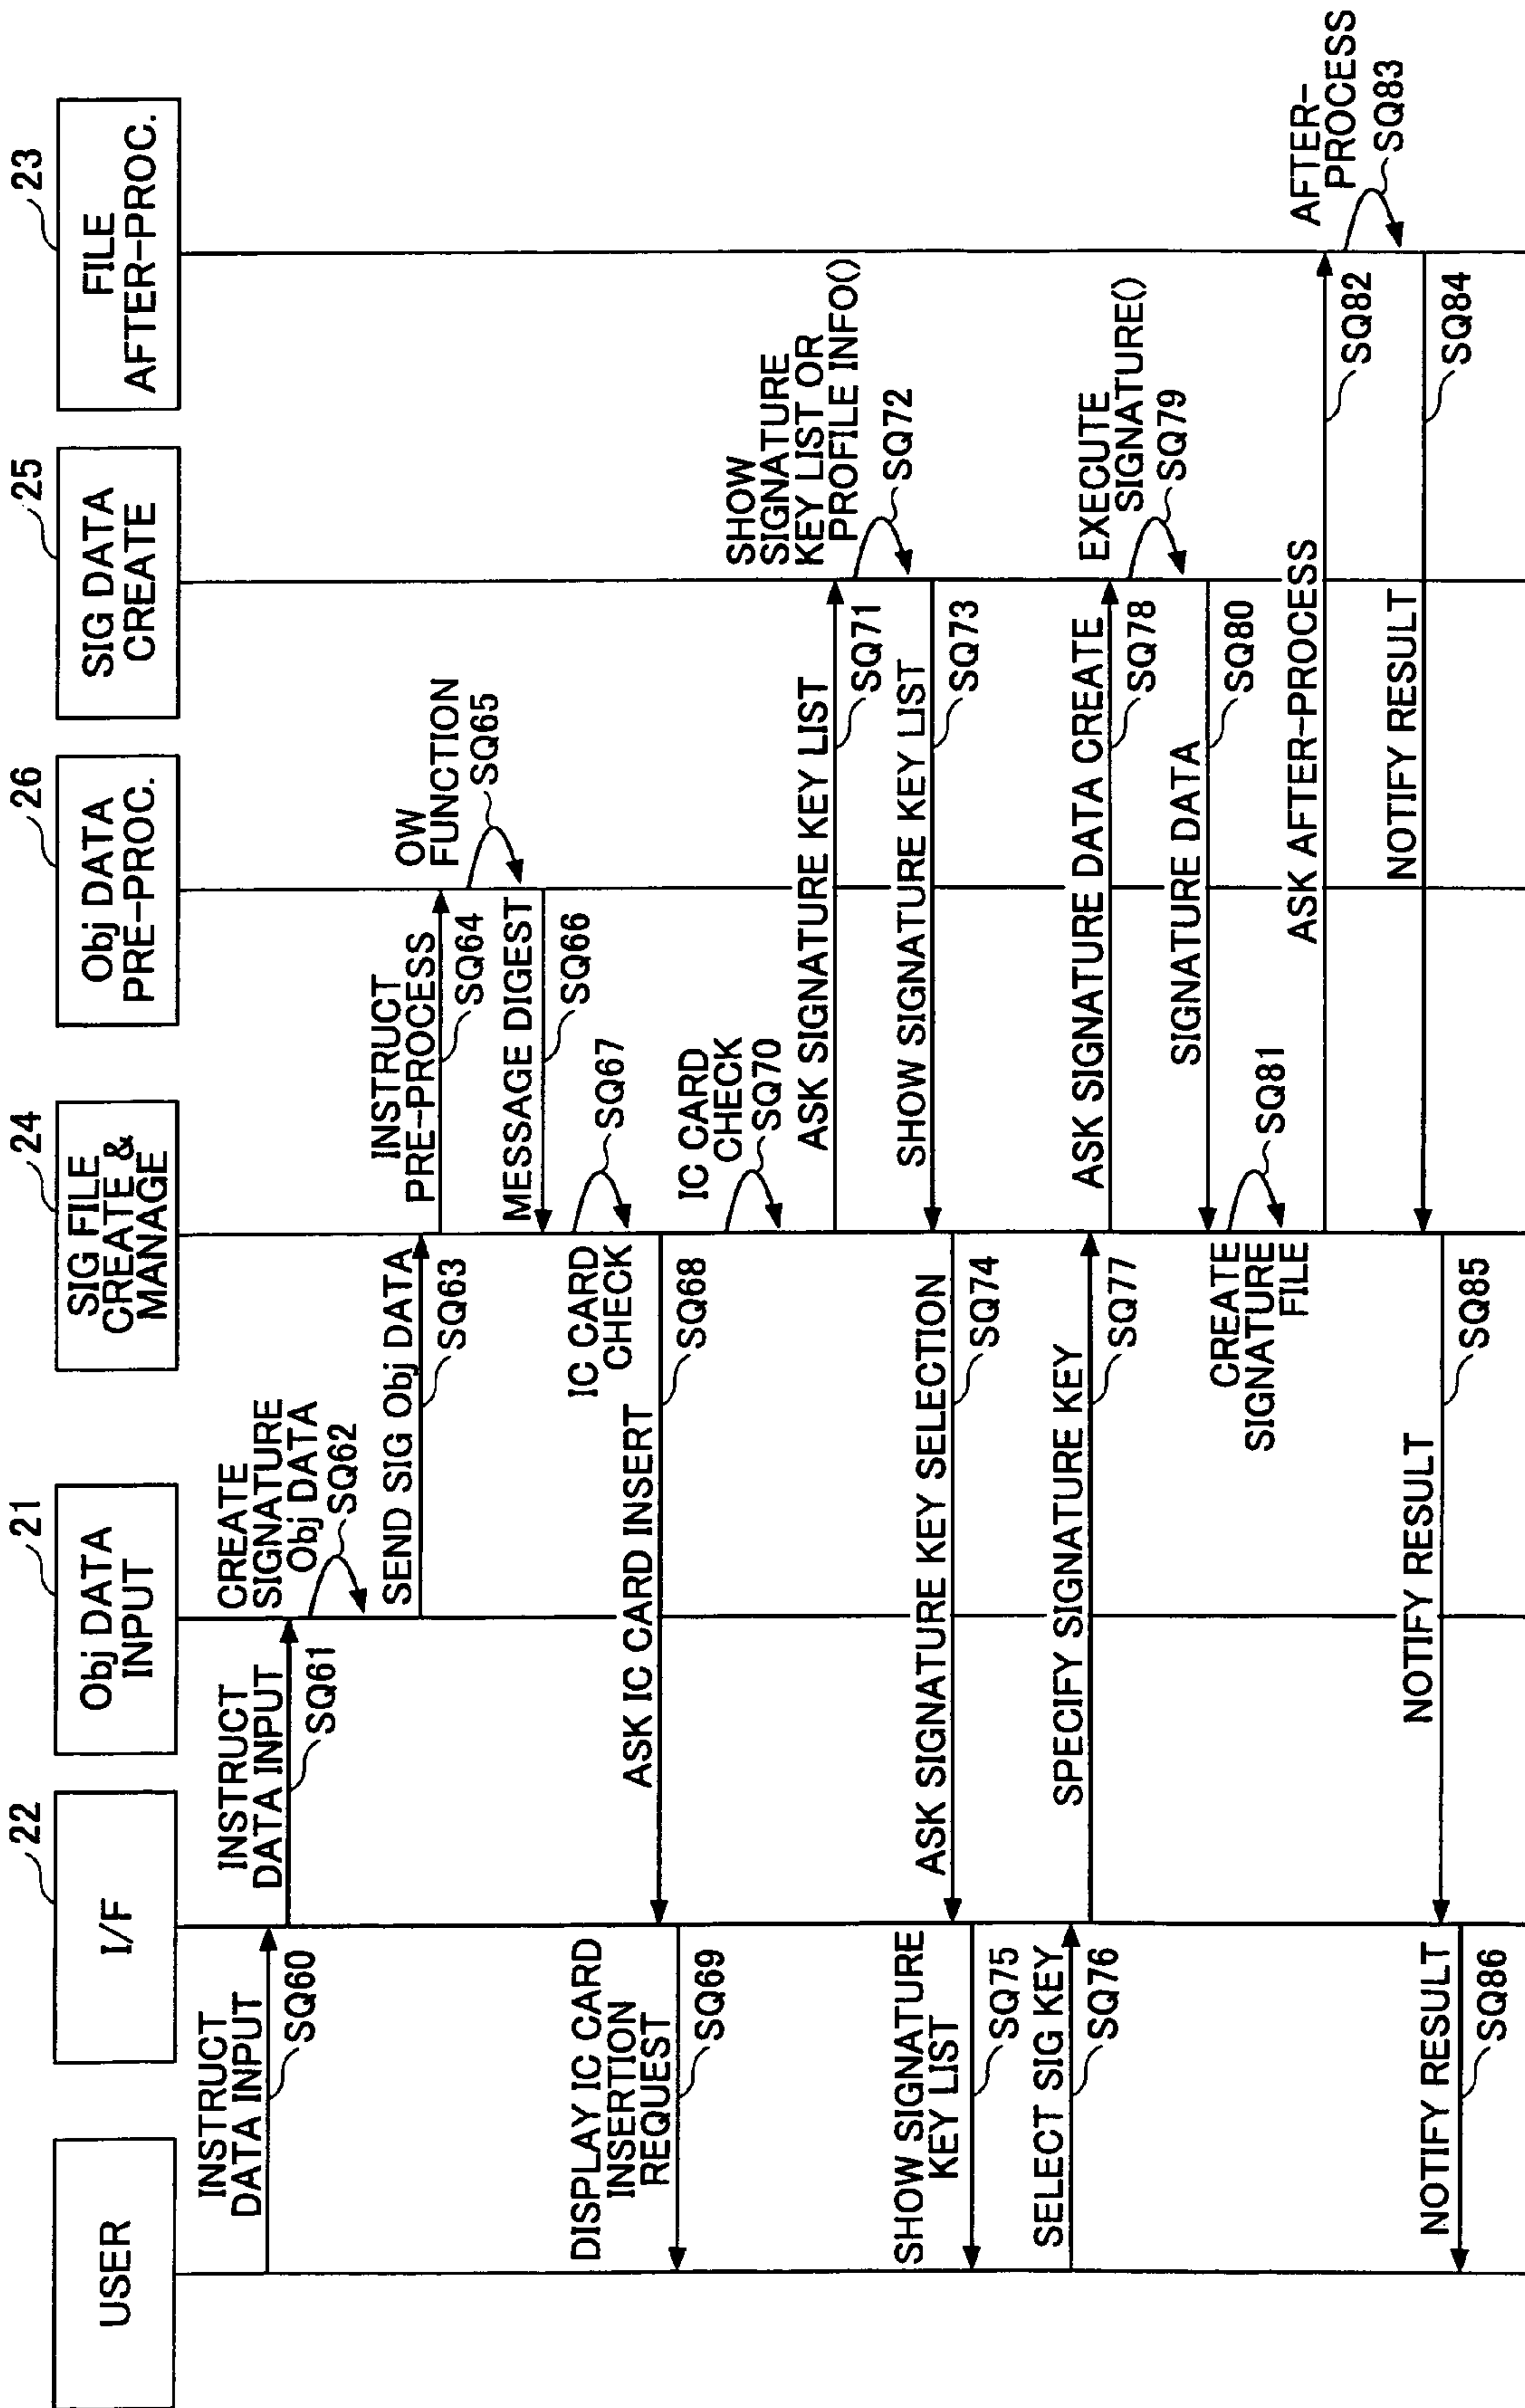 USER
I/F
22
Obj DATA
INPUT
21
SIG FILE
CREATE &
MANAGE
24
Obj DATA
PRE-PROC.
26
SIG DATA
CREATE
25
FILE
AFTER-PROC.
23
INSTRUCT
DATA INPUT
SQ60
INSTRUCT
DATA INPUT
SQ61
CREATE
SIGNATURE
Obj DATA
SQ62
SEND SIG Obj DATA
SQ63
INSTRUCT
PRE-PROCESS
SQ64
OW
FUNCTION
SQ65
MESSAGE DIGEST
SQ66
IC CARD
CHECK
SQ67
ASK IC CARD INSERT
SQ68
DISPLAY IC CARD
INSERTION
REQUEST
SQ69
IC CARD
CHECK
SQ70
ASK SIGNATURE KEY LIST
SQ71
SHOW
SIGNATURE
KEY LIST OR
PROFILE INFO()
SQ72
SHOW SIGNATURE KEY LIST
SQ73
ASK SIGNATURE KEY SELECTION
SQ74
SHOW SIGNATURE
KEY LIST
SQ75
SELECT SIG KEY
SQ76
SPECIFY SIGNATURE KEY
SQ77
ASK SIGNATURE DATA CREATE
SQ78
EXECUTE
SIGNATURE()
SQ79
SIGNATURE DATA
SQ80
CREATE
SIGNATURE
FILE
SQ81
ASK AFTER-PROCESS
SQ82
AFTER-
PROCESS
SQ83
NOTIFY RESULT
SQ84
NOTIFY RESULT
SQ85
NOTIFY RESULT
SQ86